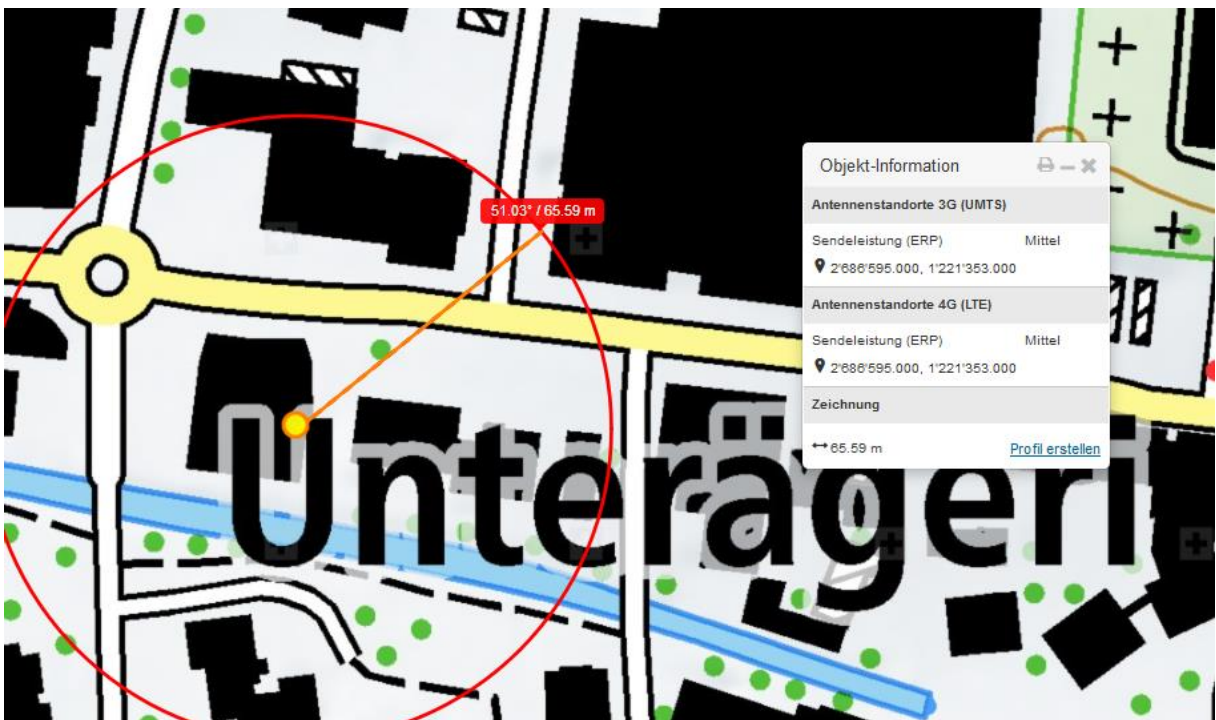 51.03° / 65.59 m
Objekt-Information
Antennenstandorte 3G (UMTS)
Sendeleistung (ERP) Mittel
2'686'595.000, 1'221'353.000
Antennenstandorte 4G (LTE)
Sendeleistung (ERP) Mittel
2'686'595.000, 1'221'353.000
Zeichnung
65.59 m Profil erstellen
Unterägeri